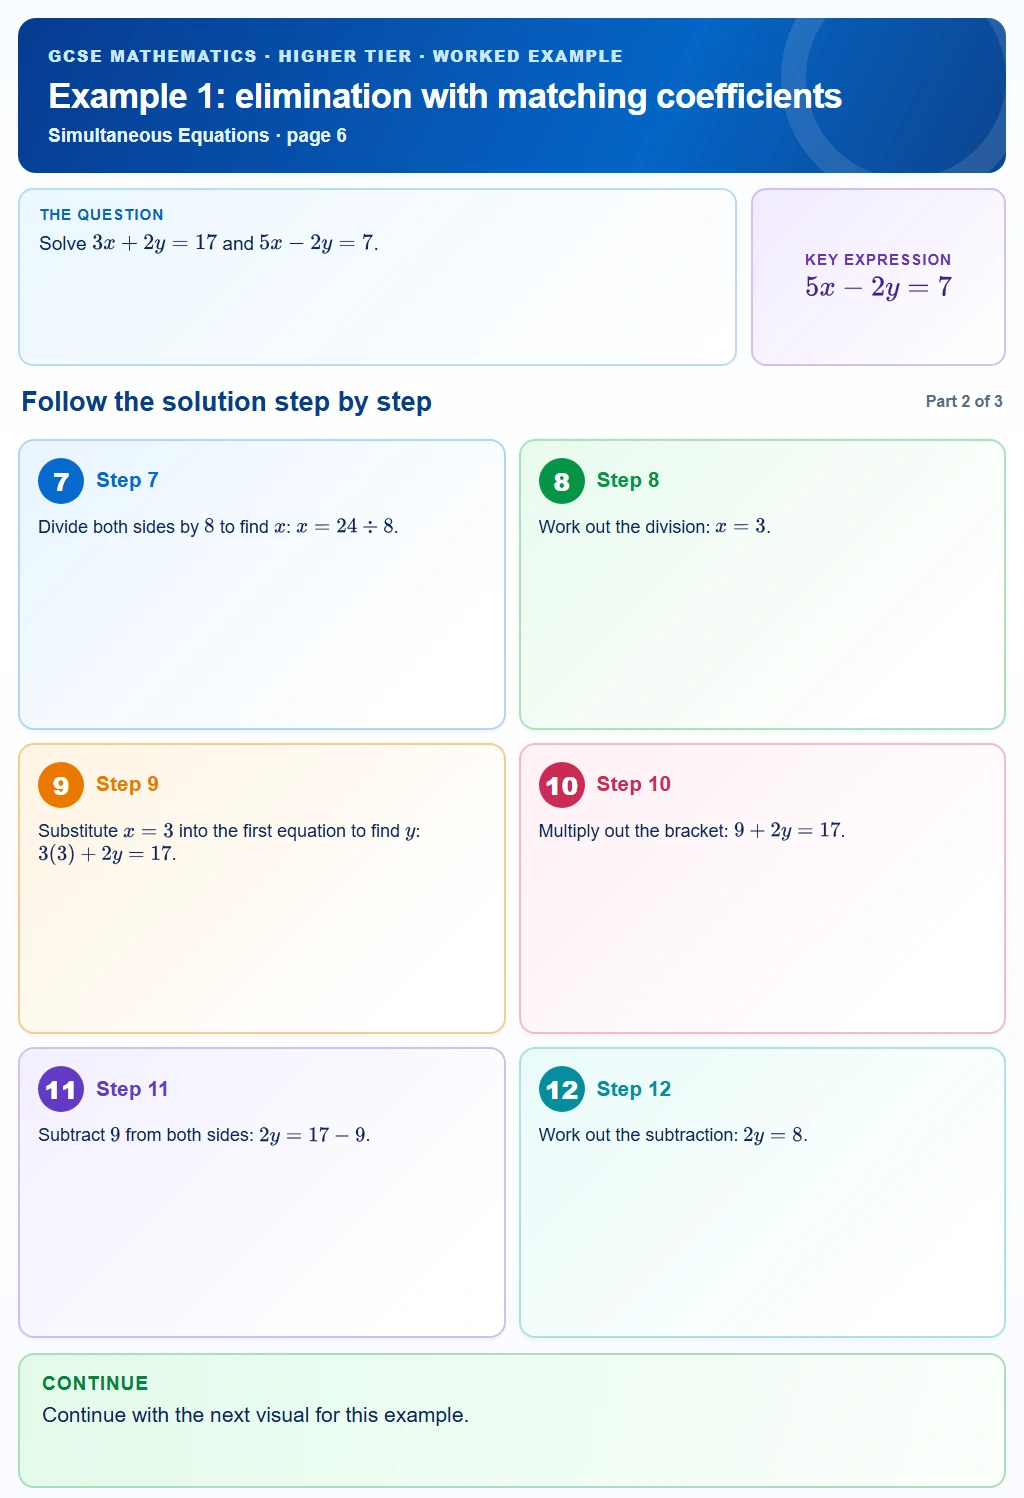 GCSE MATHEMATICS · HIGHER TIER · WORKED EXAMPLE
Example 1: elimination with matching coefficients
Simultaneous Equations · page 6
THE QUESTION
Solve 3x + 2y = 17 and 5x − 2y = 7.
KEY EXPRESSION
5x − 2y = 7
Follow the solution step by step
Part 2 of 3
7 Step 7
Divide both sides by 8 to find x: x = 24 ÷ 8.
8 Step 8
Work out the division: x = 3.
9 Step 9
Substitute x = 3 into the first equation to find y:
3(3) + 2y = 17.
10 Step 10
Multiply out the bracket: 9 + 2y = 17.
11 Step 11
Subtract 9 from both sides: 2y = 17 − 9.
12 Step 12
Work out the subtraction: 2y = 8.
CONTINUE
Continue with the next visual for this example.